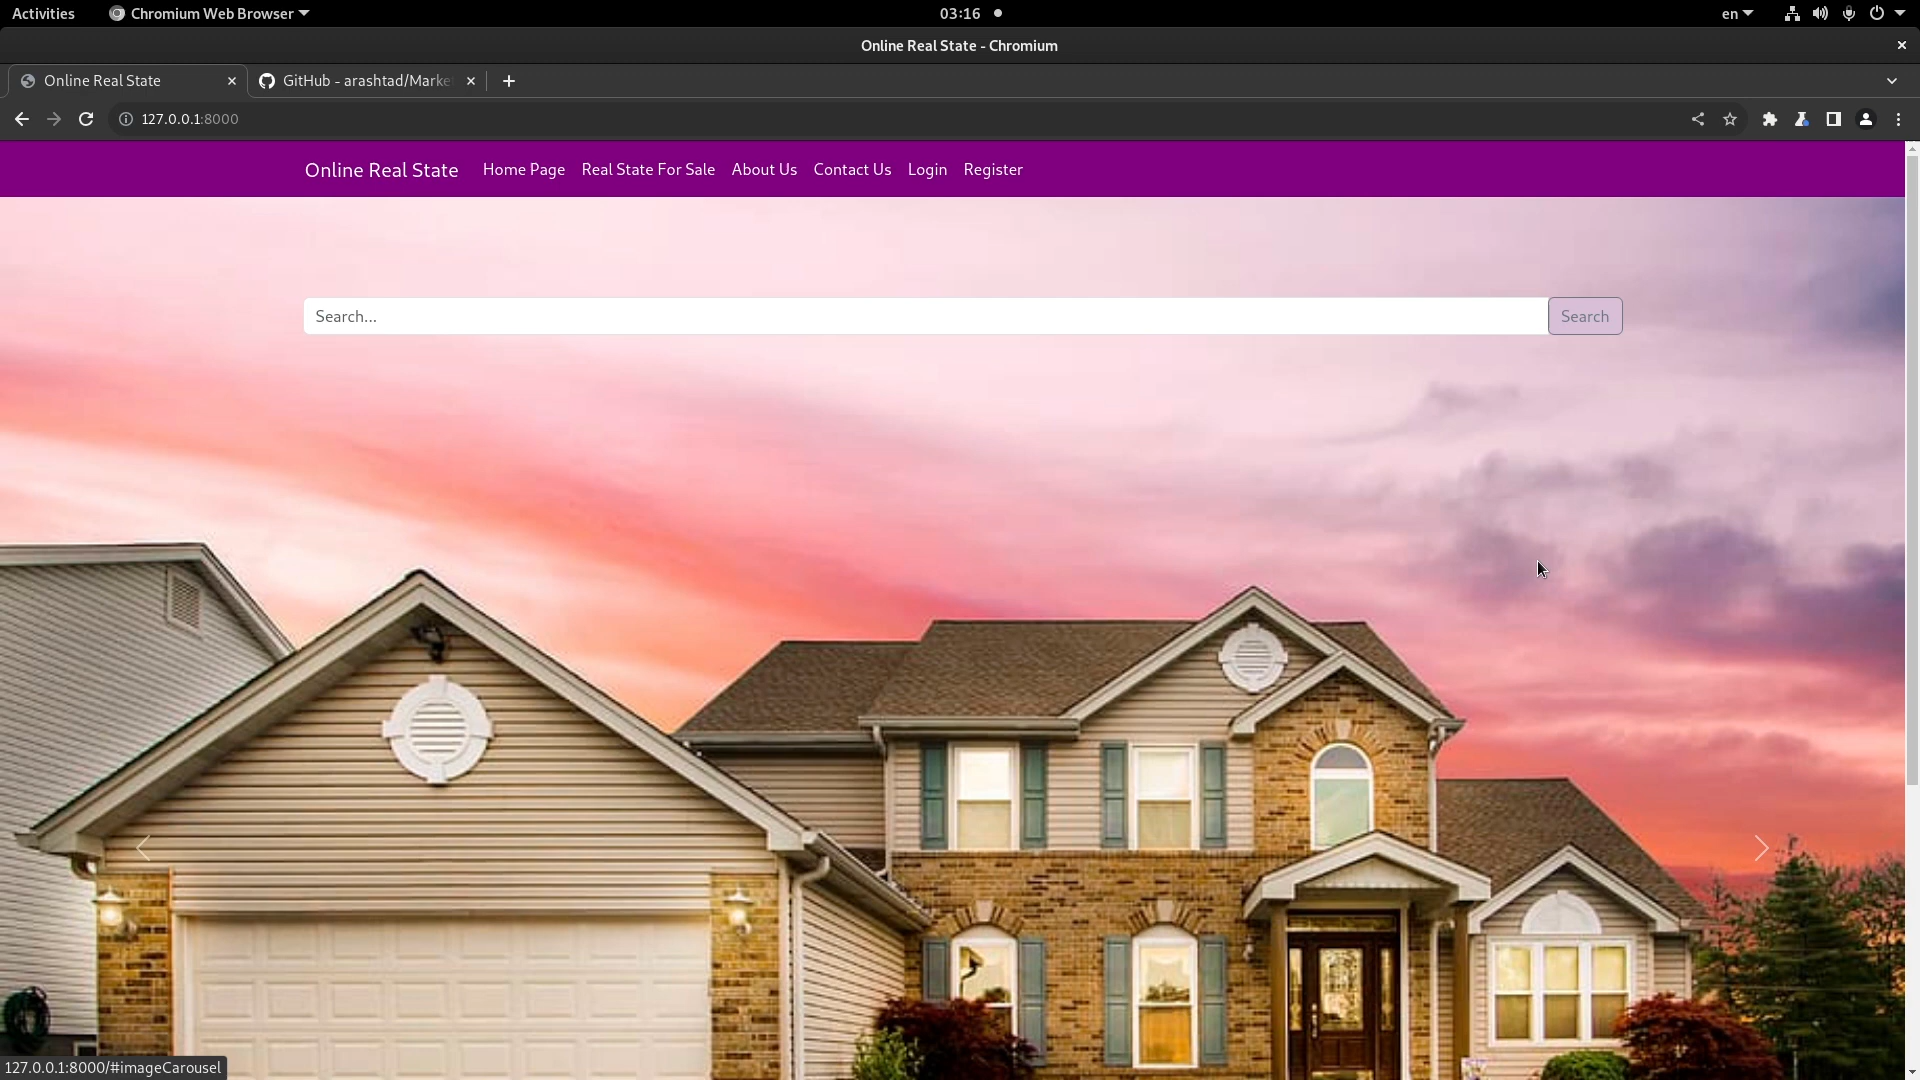 Activities Chromium Web Browser 03:16 en
Online Real State - Chromium
Online Real State GitHub - arashtad/Marke
127.0.0.1:8000
Online Real State Home Page Real State For Sale About Us Contact Us Login Register
Search... Search
127.0.0.1:8000/#imageCarousel